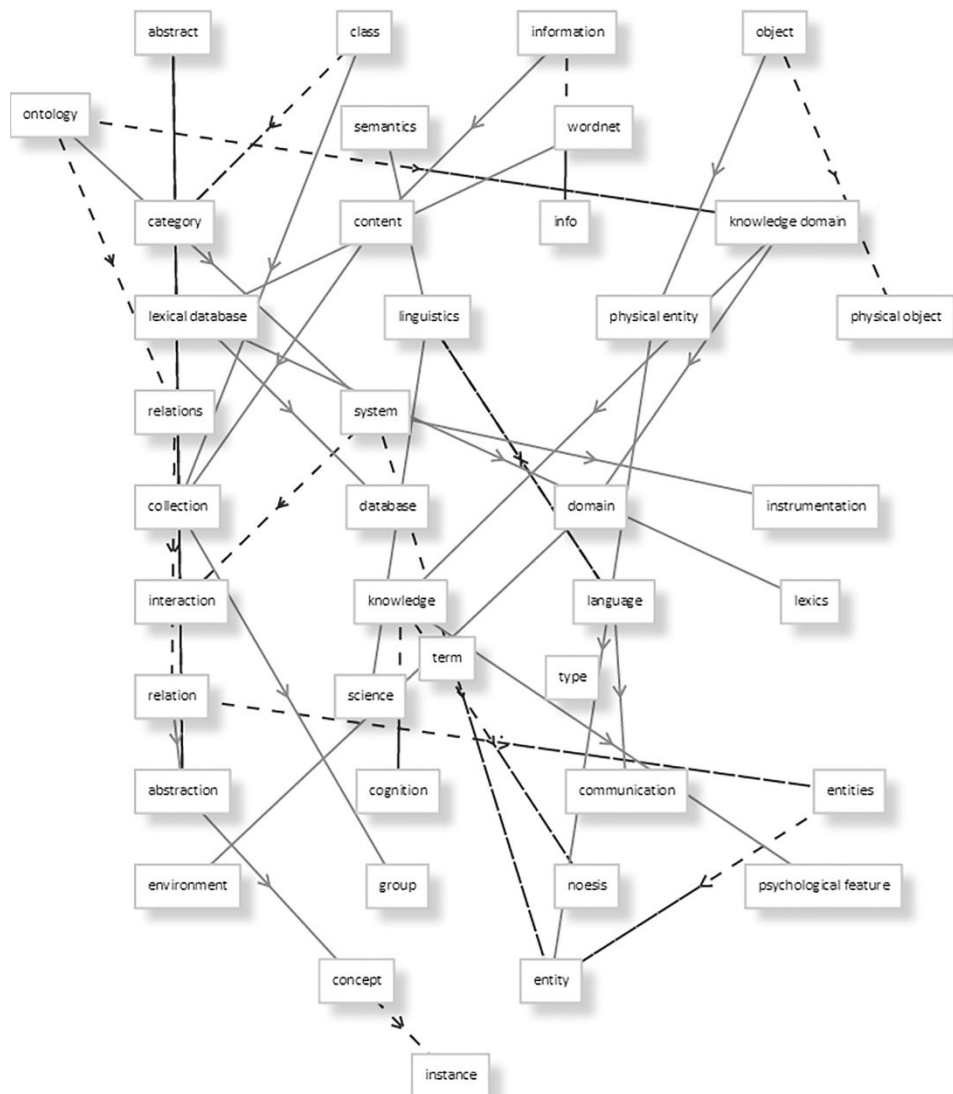 abstract
class
information
object
ontology
semantics
wordnet
category
content
info
knowledge domain
lexical database
linguistics
physical entity
physical object
relations
system
collection
database
domain
instrumentation
interaction
knowledge
language
lexics
term
type
relation
science
abstraction
cognition
communication
entities
environment
group
noesis
psychological feature
concept
entity
instance